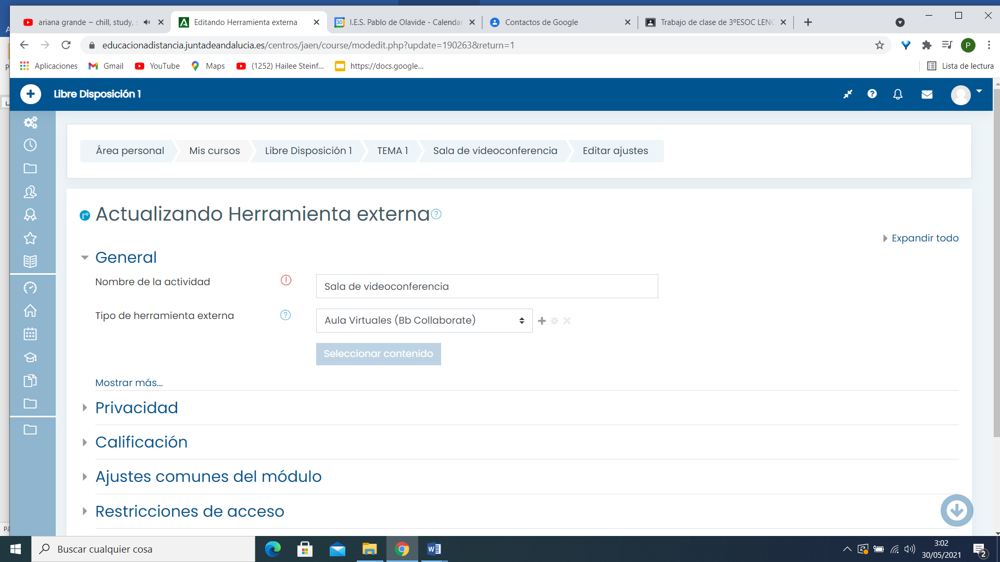 ariana grande ~ chill, study,
Editando Herramienta externa
I.E.S. Pablo de Olavide - Calendar
Contactos de Google
Trabajo de clase de 3ºESOC LENG
educacionadistancia.juntadeandalucia.es/centros/jaen/course/modedit.php?update=190263&return=1
P
Aplicaciones
Gmail
YouTube
Maps
(1252) Hailee Steinf...
https://docs.google...
Lista de lectura
Libre Disposición 1
Área personal
Mis cursos
Libre Disposición 1
TEMA 1
Sala de videoconferencia
Editar ajustes
Actualizando Herramienta externa
Expandir todo
General
Nombre de la actividad
Sala de videoconferencia
Tipo de herramienta externa
Aula Virtuales (Bb Collaborate)
Seleccionar contenido
Mostrar más...
Privacidad
Calificación
Ajustes comunes del módulo
Restricciones de acceso
Buscar cualquier cosa
3:02
30/05/2021
2